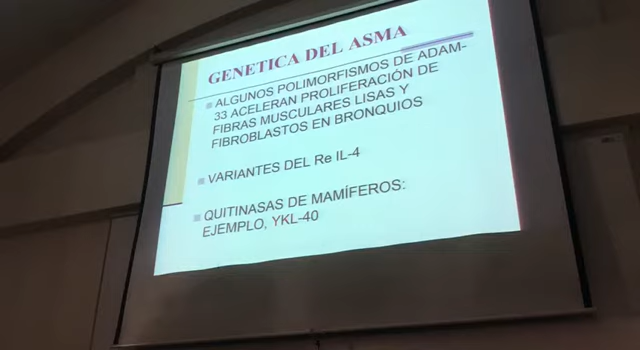 GENETICA DEL ASMA
ALGUNOS POLIMORFISMOS DE ADAM-
33 ACELERAN PROLIFERACIÓN DE
FIBRAS MUSCULARES LISAS Y
FIBROBLASTOS EN BRONQUIOS
VARIANTES DEL Re IL-4
QUITINASAS DE MAMÍFEROS:
EJEMPLO, YKL-40